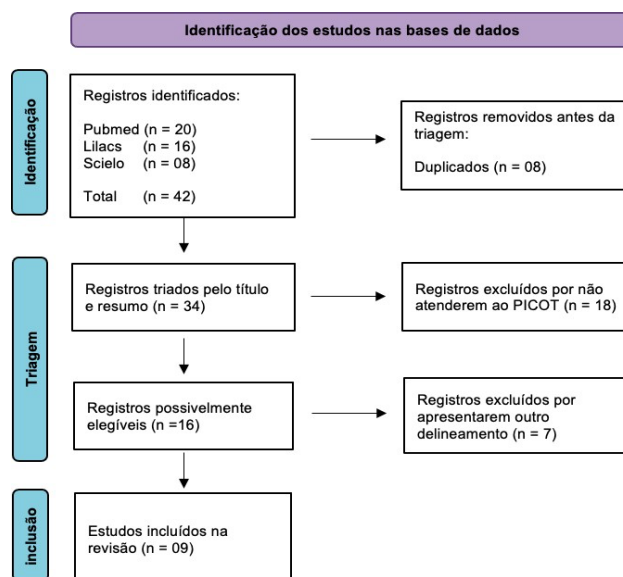 Identificação dos estudos nas bases de dados
Identificação
Registros identificados:
Pubmed (n = 20)
Lilacs (n = 16)
Scielo (n = 08)
Total (n = 42)
Registros removidos antes da
triagem:
Duplicados (n = 08)
Triagem
Registros triados pelo título
e resumo (n = 34)
Registros excluídos por não
atenderem ao PICOT (n = 18)
Registros possivelmente
elegíveis (n =16)
Registros excluídos por
apresentarem outro
delineamento (n = 7)
inclusão
Estudos incluídos na
revisão (n = 09)